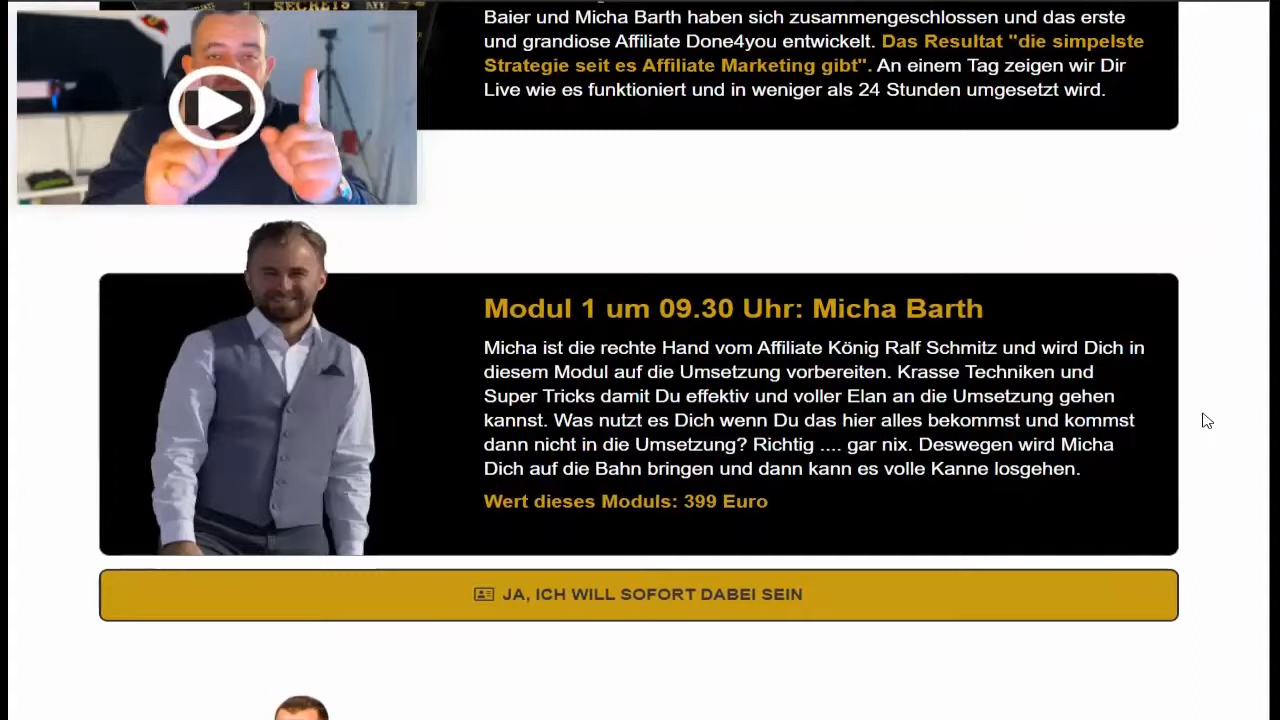 SECRETS
Baier und Micha Barth haben sich zusammengeschlossen und das erste
und grandiose Affiliate Done4you entwickelt. Das Resultat "die simpelste
Strategie seit es Affiliate Marketing gibt". An einem Tag zeigen wir Dir
Live wie es funktioniert und in weniger als 24 Stunden umgesetzt wird.
Modul 1 um 09.30 Uhr: Micha Barth
Micha ist die rechte Hand vom Affiliate König Ralf Schmitz und wird Dich in
diesem Modul auf die Umsetzung vorbereiten. Krasse Techniken und
Super Tricks damit Du effektiv und voller Elan an die Umsetzung gehen
kannst. Was nutzt es Dich wenn Du das hier alles bekommst und kommst
dann nicht in die Umsetzung? Richtig .... gar nix. Deswegen wird Micha
Dich auf die Bahn bringen und dann kann es volle Kanne losgehen.
Wert dieses Moduls: 399 Euro
JA, ICH WILL SOFORT DABEI SEIN